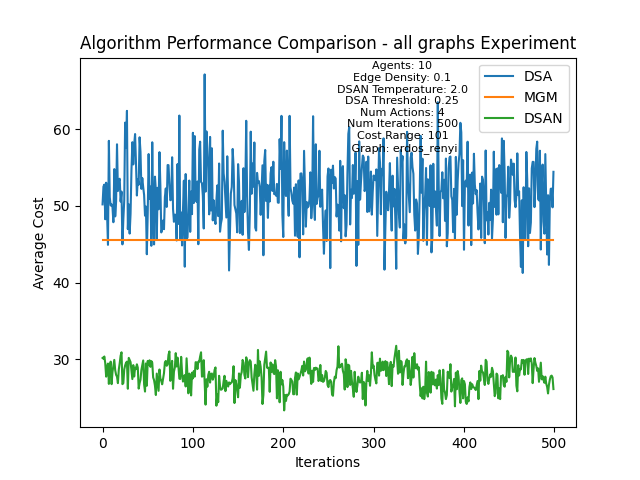 Algorithm Performance Comparison - all graphs Experiment
Agents: 10
Edge Density: 0.1
DSAN Temperature: 2.0
DSA Threshold: 0.25
Num Actions: 4
Num Iterations: 500
Cost Range: 101
Graph: erdos_renyi
DSA
MGM
DSAN
60
50
40
30
Average Cost
0
100
200
300
400
500
Iterations